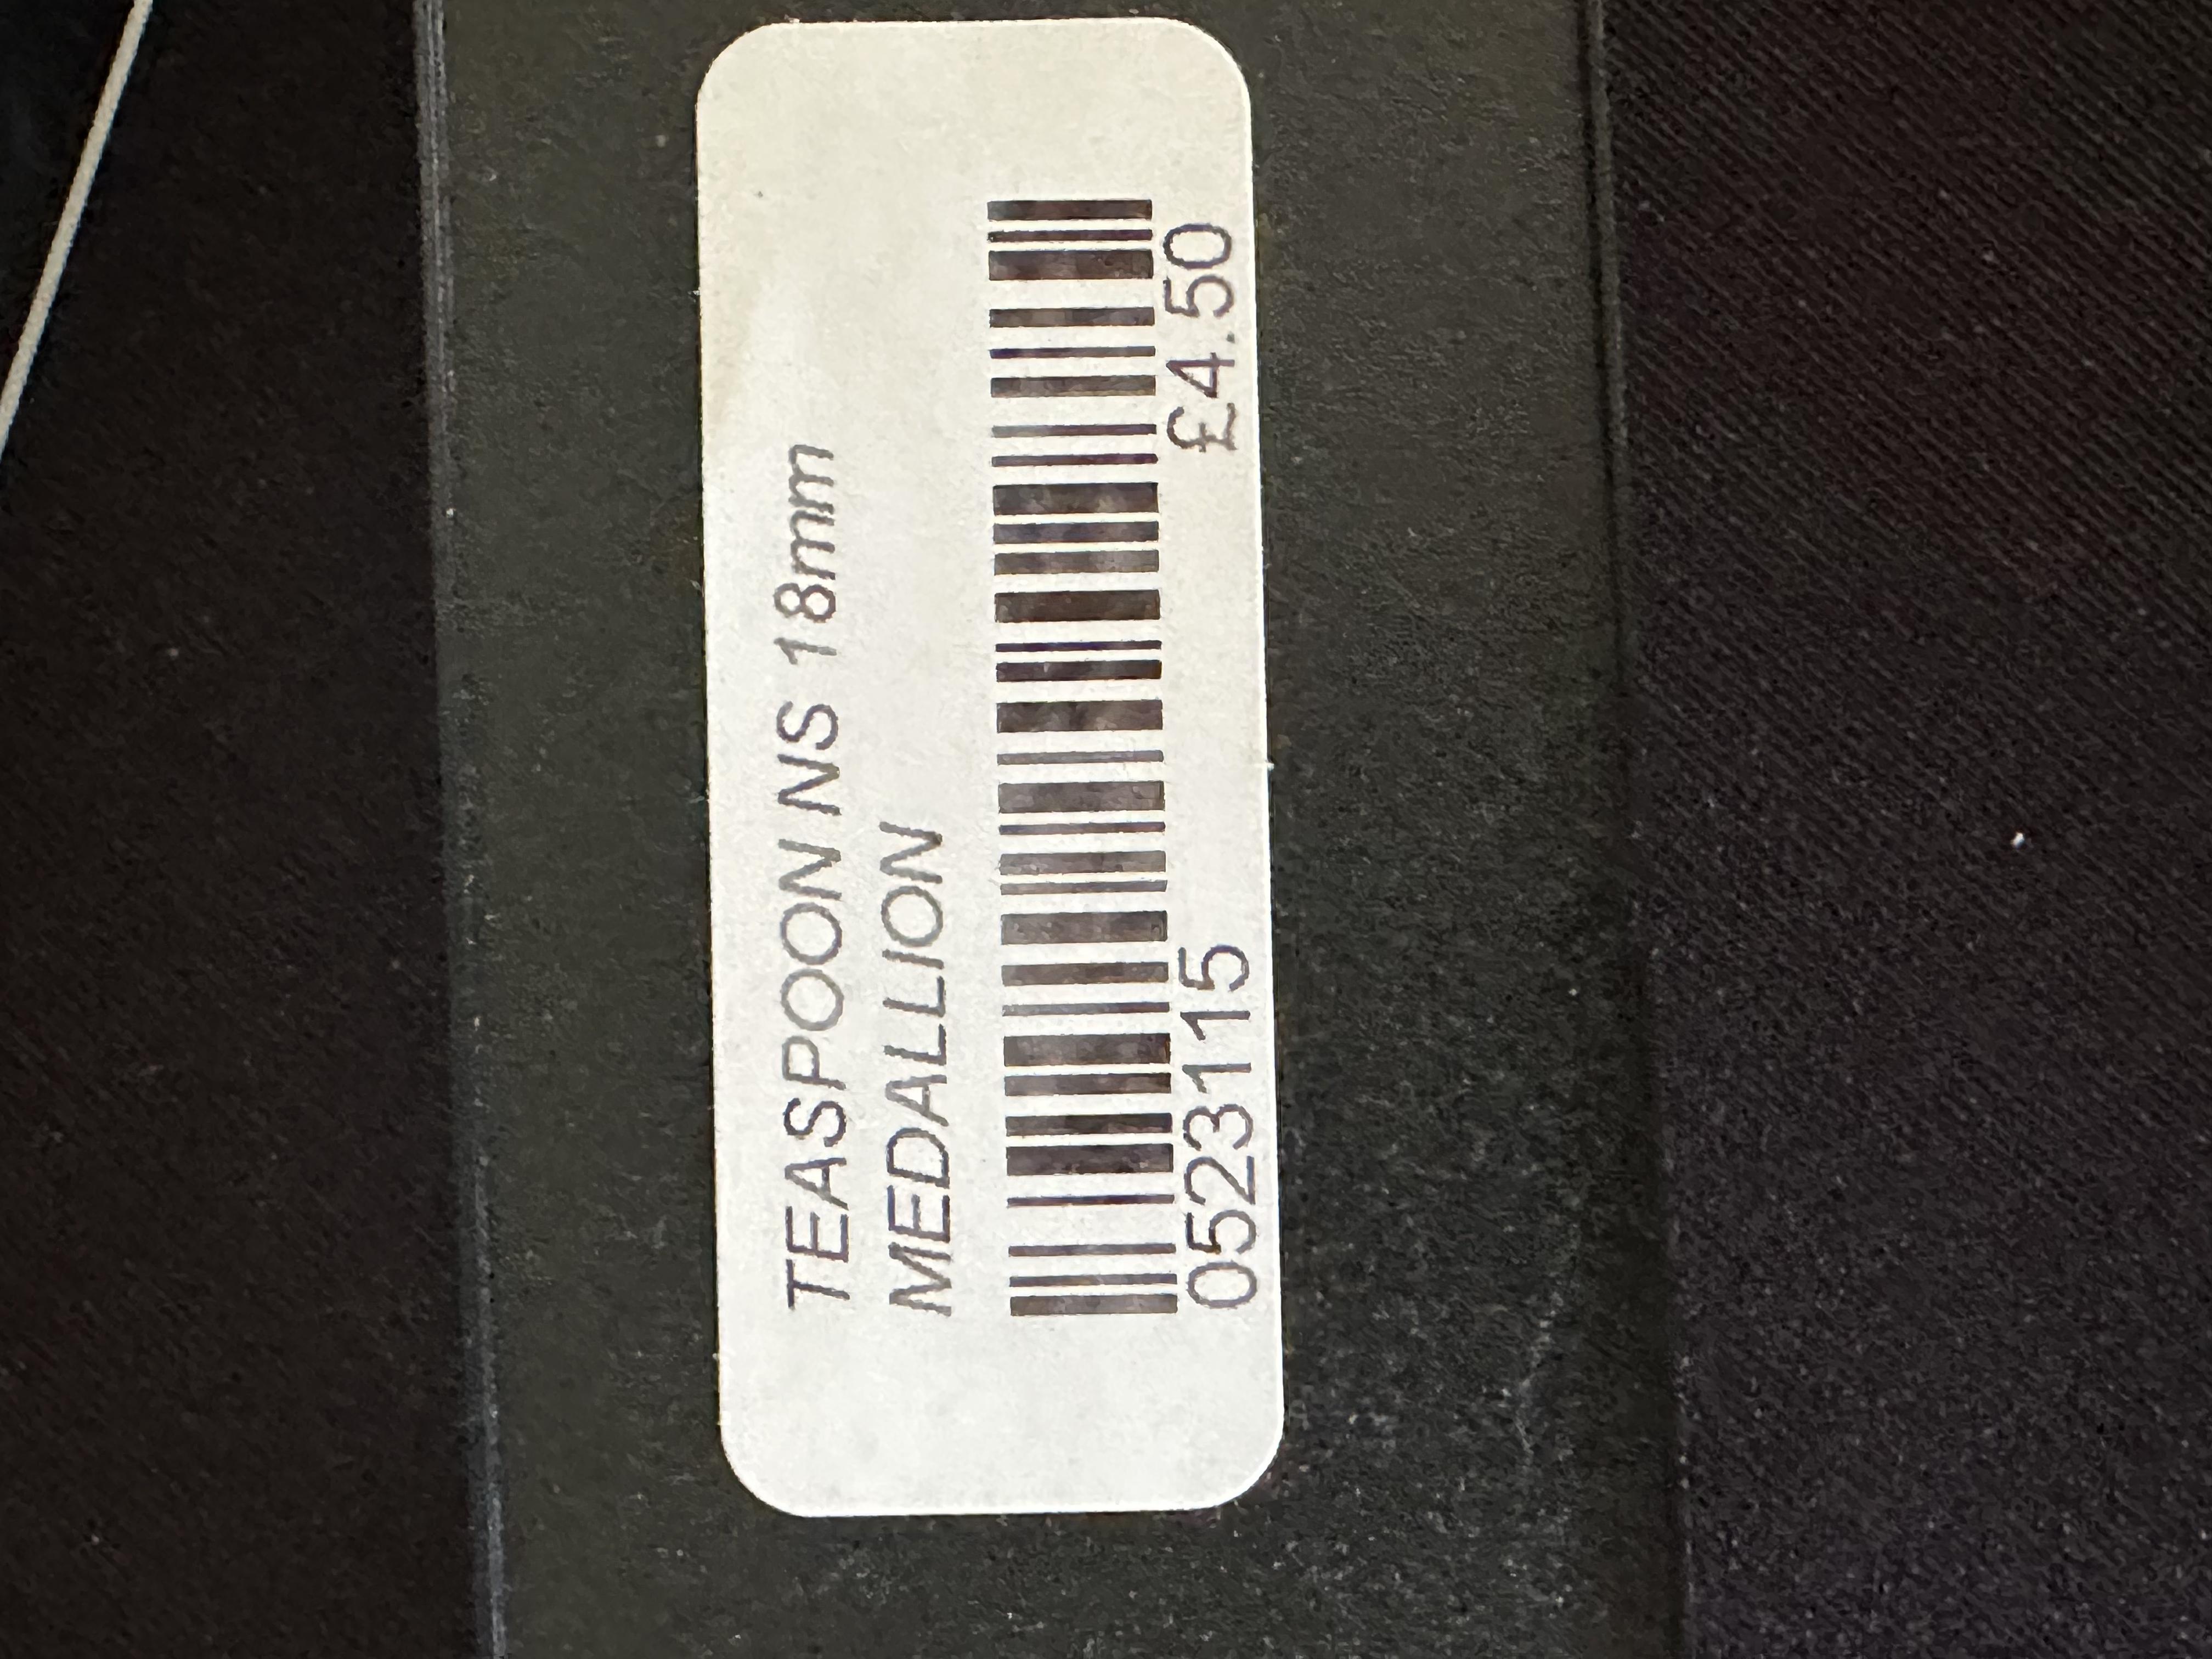 TEASPOON NS 18mm
MEDALLION
0523115 £4.50